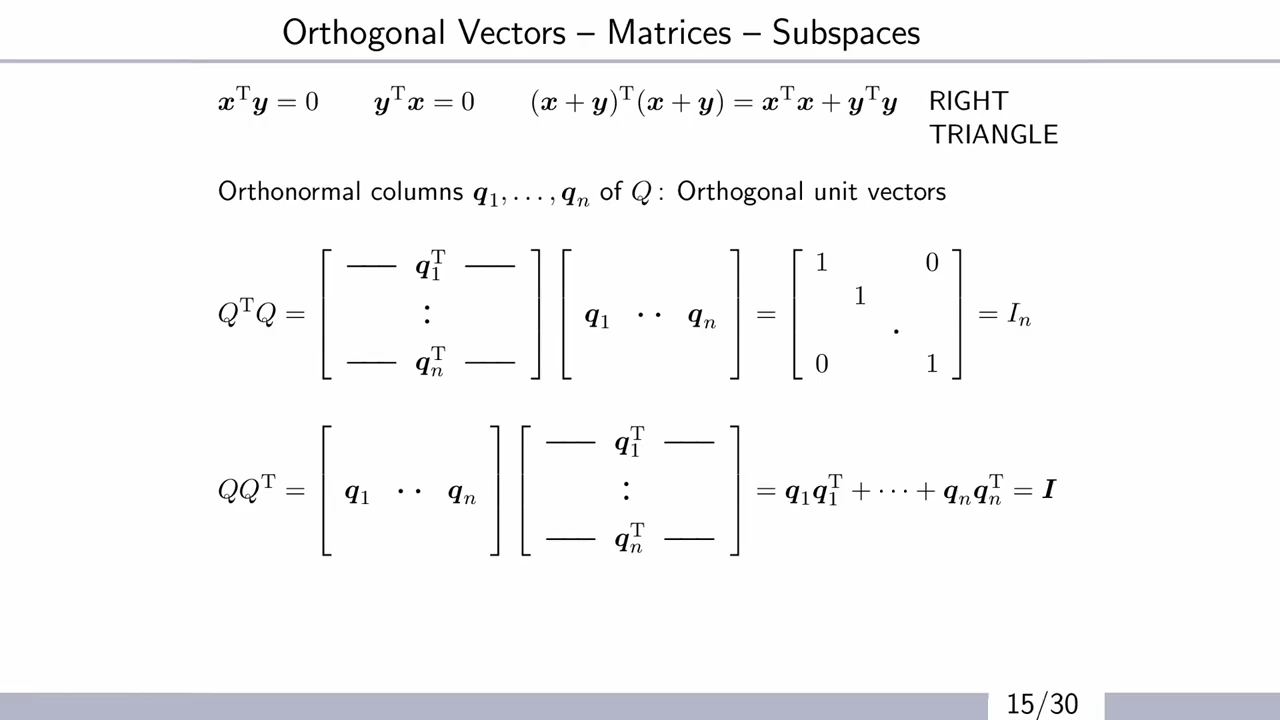 Orthogonal Vectors – Matrices – Subspaces
xᵀy = 0 yᵀx = 0 (x + y)ᵀ(x + y) = xᵀx + yᵀy RIGHT
TRIANGLE
Orthonormal columns q₁, . . . , qₙ of Q : Orthogonal unit vectors
QᵀQ = [ — q₁ᵀ — ⋮ — qₙᵀ — ] [ q₁ ·· qₙ ] = [ 1 0 1 · 0 1 ] = Iₙ
QQᵀ = [ q₁ ·· qₙ ] [ — q₁ᵀ — ⋮ — qₙᵀ — ] = q₁q₁ᵀ + · · · + qₙqₙᵀ = I
15/30